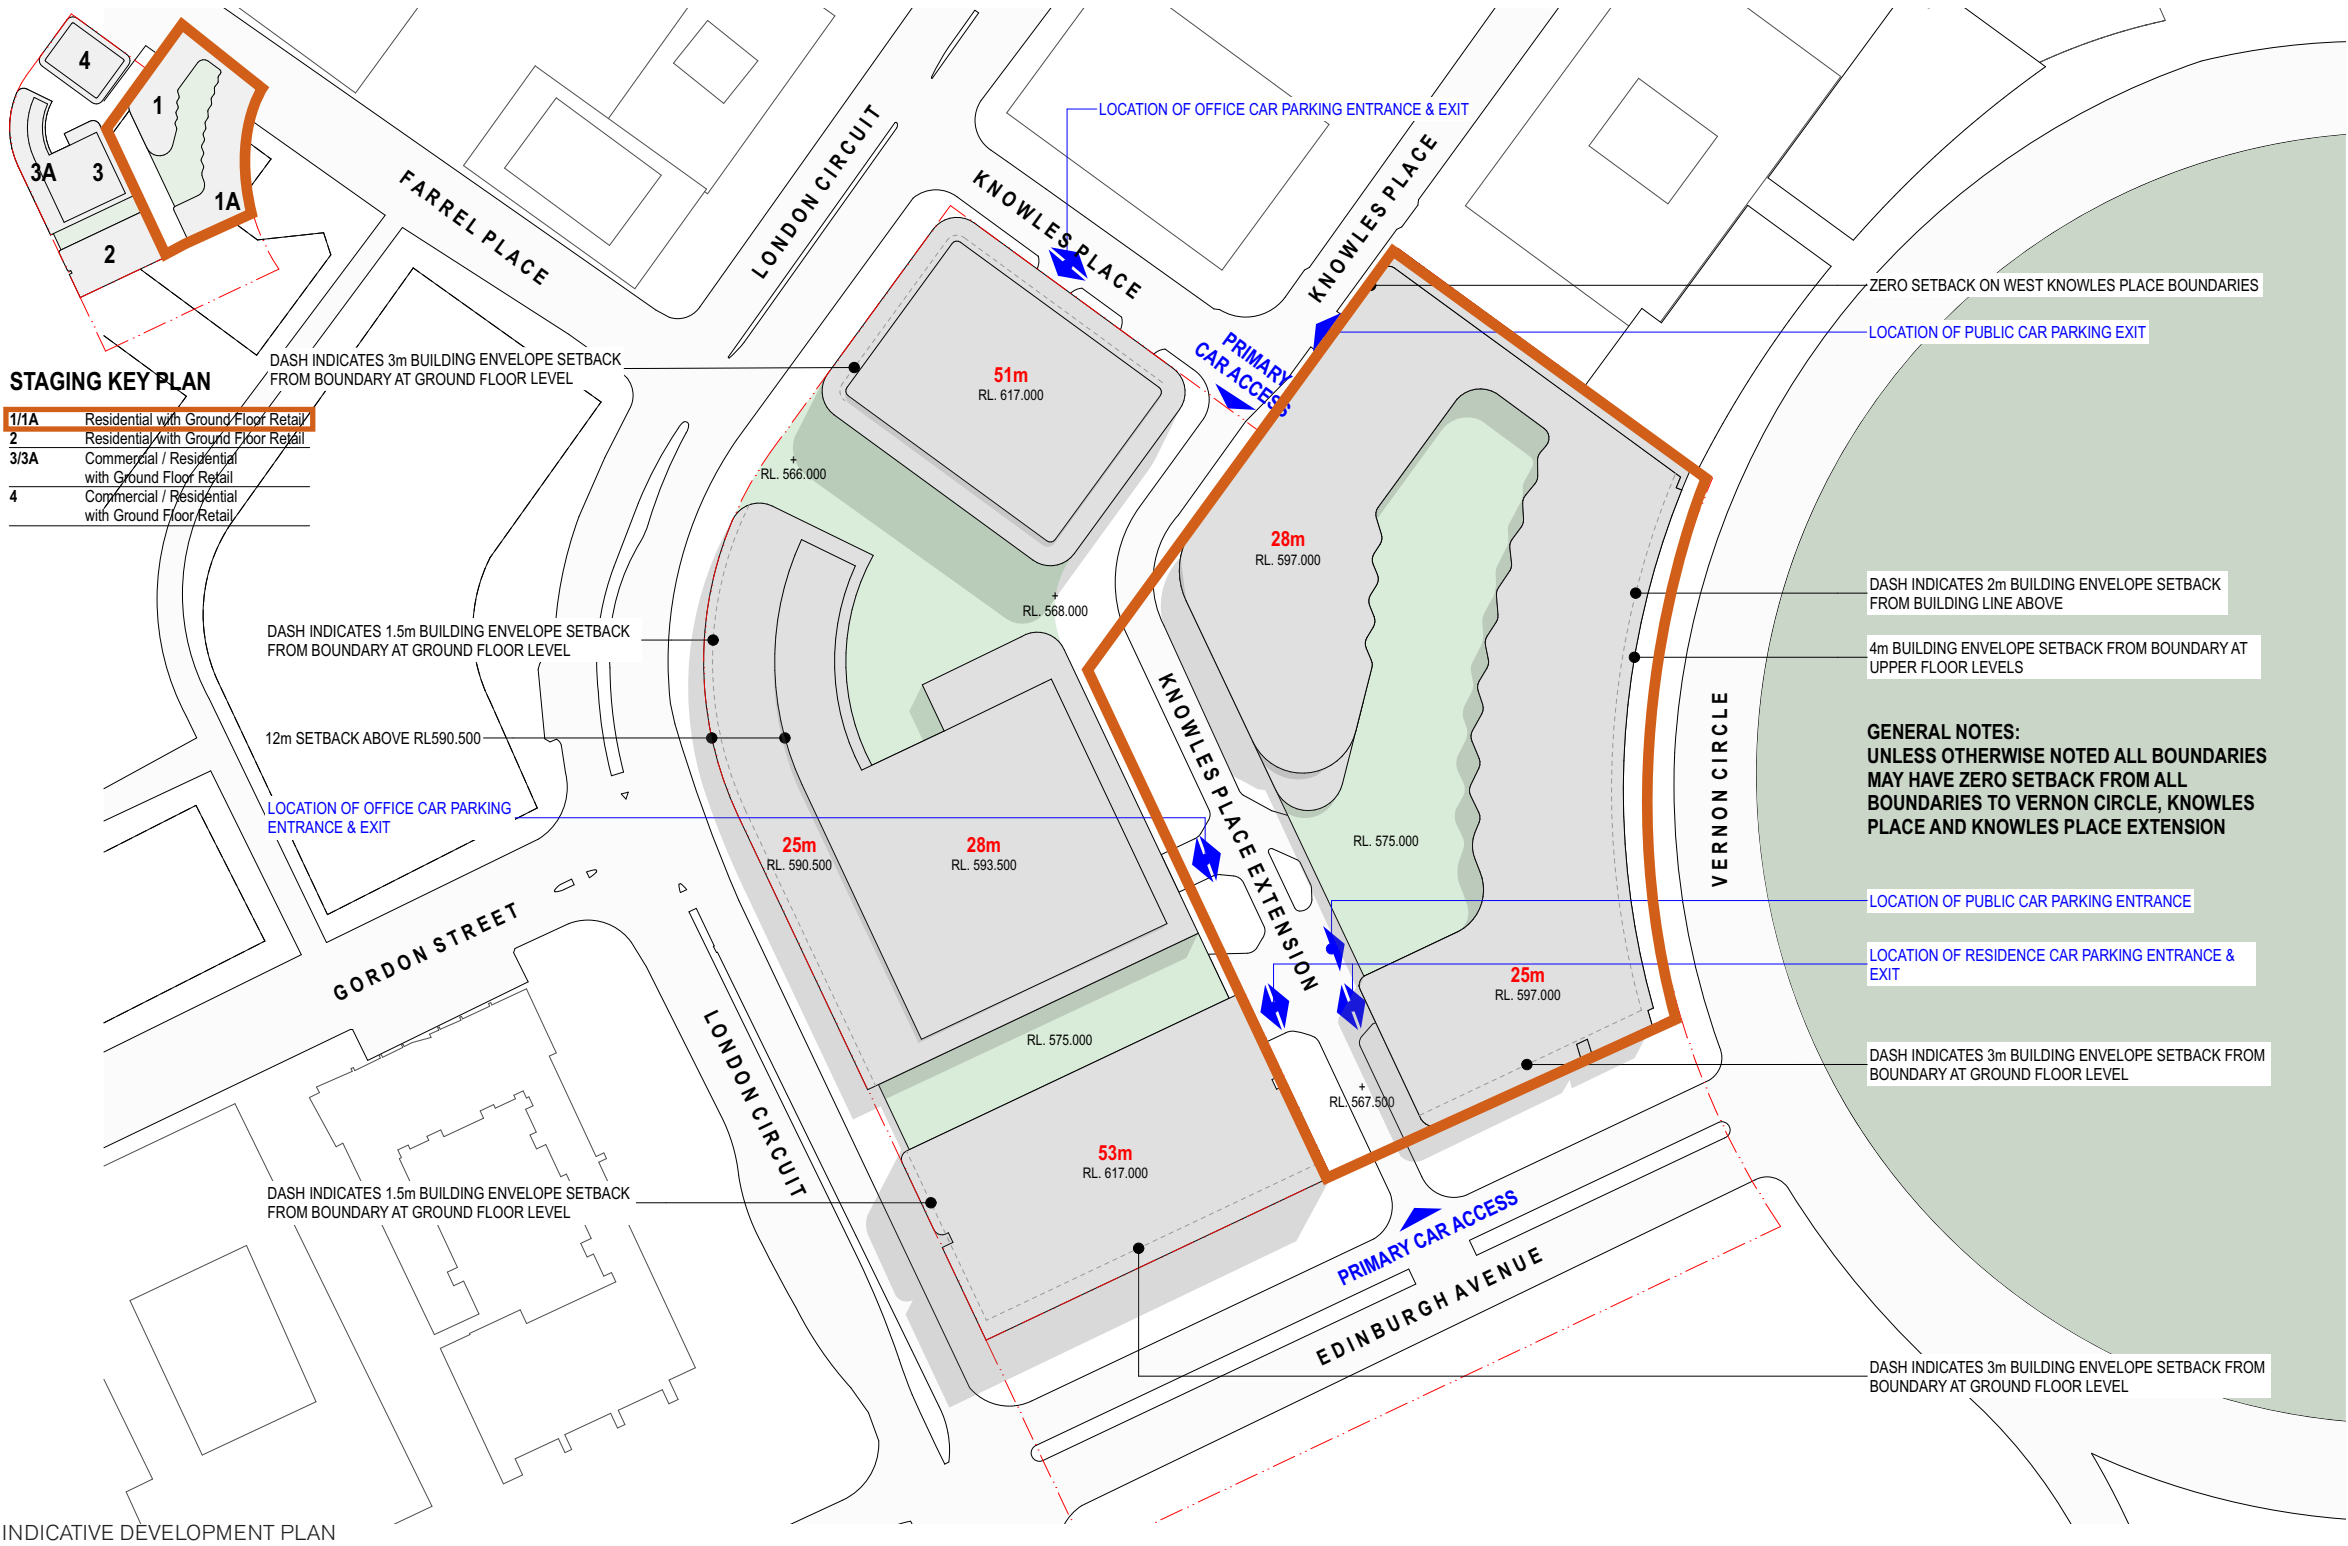 4
1
3A
3
1A
2
STAGING KEY PLAN
1/1A Residential with Ground Floor Retail
2 Residential with Ground Floor Retail
3/3A Commercial / Residential
with Ground Floor Retail
4 Commercial / Residential
with Ground Floor Retail
FARREL PLACE
LONDON CIRCUIT
KNOWLES PLACE
KNOWLES PLACE
LOCATION OF OFFICE CAR PARKING ENTRANCE & EXIT
PRIMARY
CAR ACCESS
DASH INDICATES 3m BUILDING ENVELOPE SETBACK
FROM BOUNDARY AT GROUND FLOOR LEVEL
51m
RL. 617.000
+
RL. 566.000
+
RL. 568.000
28m
RL. 597.000
DASH INDICATES 1.5m BUILDING ENVELOPE SETBACK
FROM BOUNDARY AT GROUND FLOOR LEVEL
12m SETBACK ABOVE RL590.500
LOCATION OF OFFICE CAR PARKING
ENTRANCE & EXIT
25m
RL. 590.500
28m
RL. 593.500
KNOWLES PLACE EXTENSION
RL. 575.000
25m
RL. 597.000
GORDON STREET
LONDON CIRCUIT
RL. 575.000
+
RL. 567.500
53m
RL. 617.000
DASH INDICATES 1.5m BUILDING ENVELOPE SETBACK
FROM BOUNDARY AT GROUND FLOOR LEVEL
PRIMARY CAR ACCESS
EDINBURGH AVENUE
VERNON CIRCLE
ZERO SETBACK ON WEST KNOWLES PLACE BOUNDARIES
LOCATION OF PUBLIC CAR PARKING EXIT
DASH INDICATES 2m BUILDING ENVELOPE SETBACK
FROM BUILDING LINE ABOVE
4m BUILDING ENVELOPE SETBACK FROM BOUNDARY AT
UPPER FLOOR LEVELS
GENERAL NOTES:
UNLESS OTHERWISE NOTED ALL BOUNDARIES
MAY HAVE ZERO SETBACK FROM ALL
BOUNDARIES TO VERNON CIRCLE, KNOWLES
PLACE AND KNOWLES PLACE EXTENSION
LOCATION OF PUBLIC CAR PARKING ENTRANCE
LOCATION OF RESIDENCE CAR PARKING ENTRANCE &
EXIT
DASH INDICATES 3m BUILDING ENVELOPE SETBACK FROM
BOUNDARY AT GROUND FLOOR LEVEL
DASH INDICATES 3m BUILDING ENVELOPE SETBACK FROM
BOUNDARY AT GROUND FLOOR LEVEL
INDICATIVE DEVELOPMENT PLAN